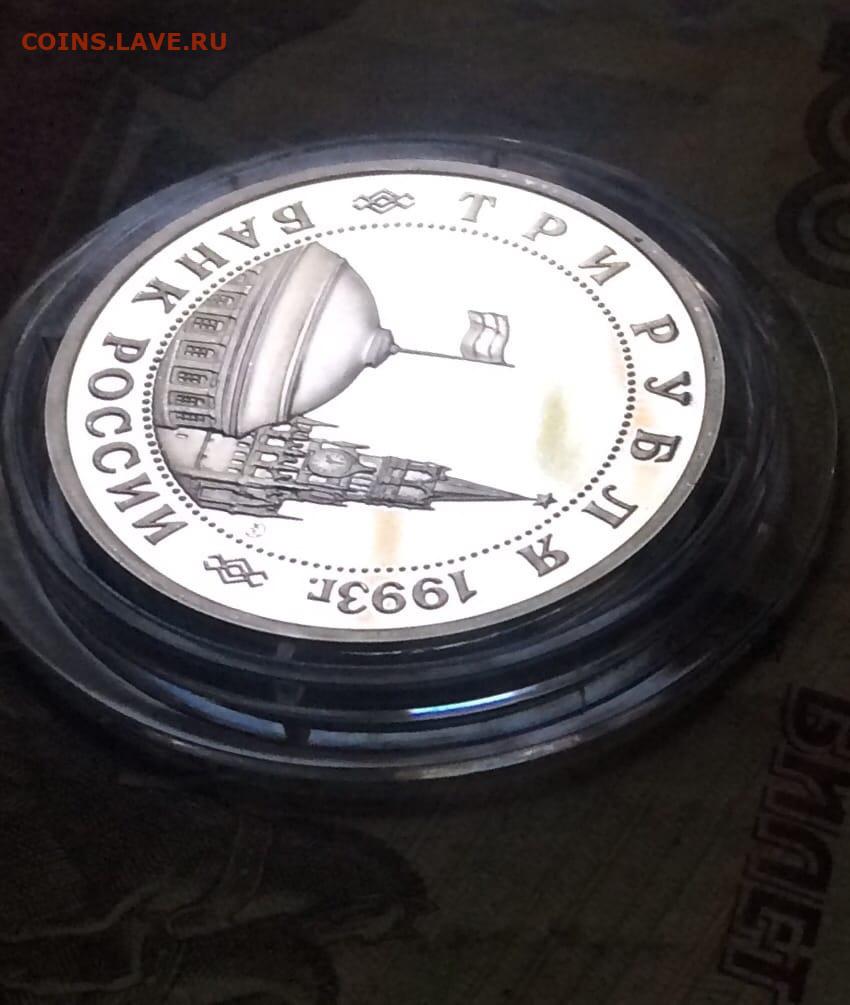 COINS.LAVE.RU
БАНК РОССИИ
ТРИ РУБЛЯ 1993г.
БИЛЕТ